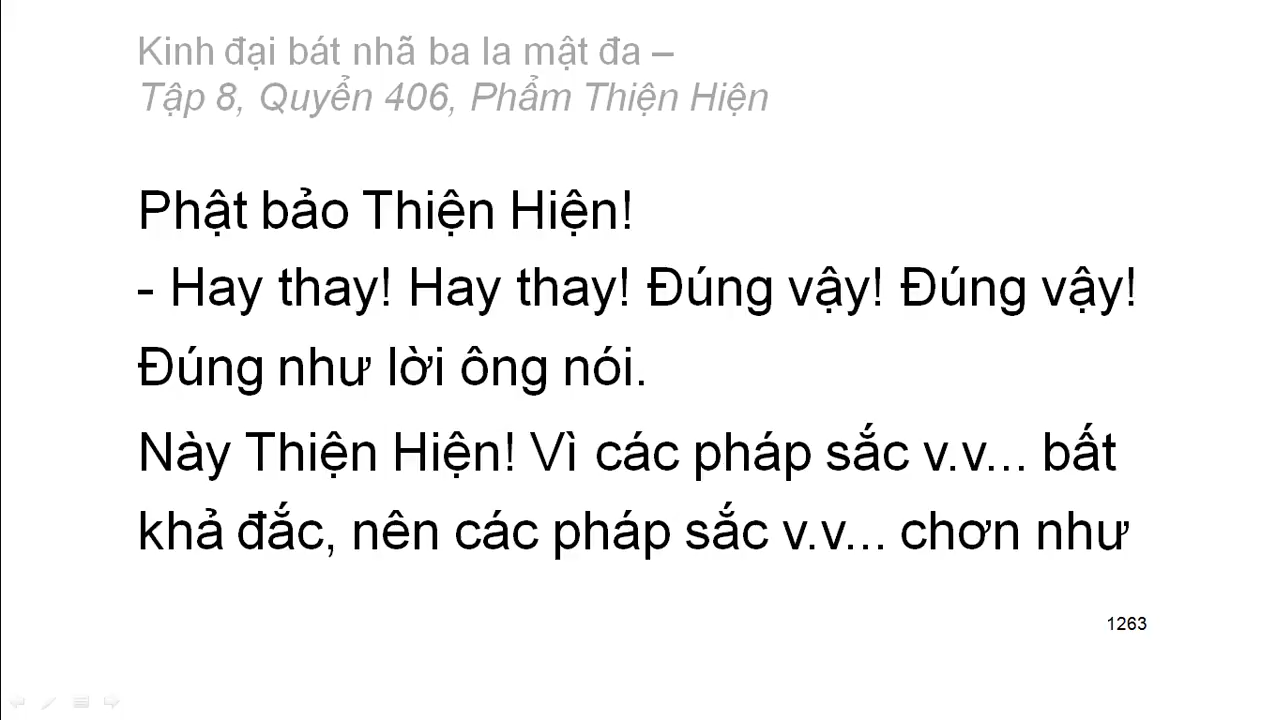 Kinh đại bát nhã ba la mật đa –
Tập 8, Quyển 406, Phẩm Thiện Hiện
Phật bảo Thiện Hiện!
- Hay thay! Hay thay! Đúng vậy! Đúng vậy!
Đúng như lời ông nói.
Này Thiện Hiện! Vì các pháp sắc v.v... bất
khả đắc, nên các pháp sắc v.v... chơn như
1263